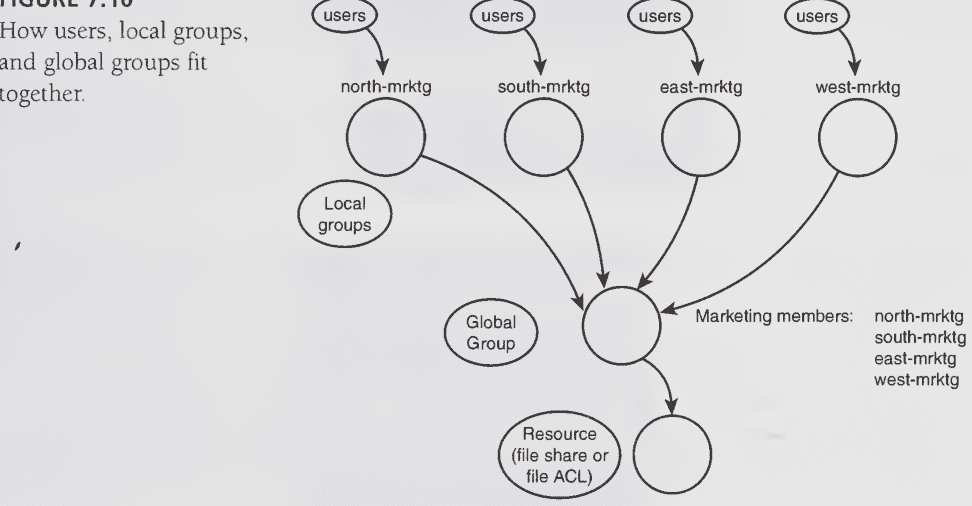 FIGURE 7.10
How users, local groups,
and global groups fit
together.
users users users users
north-mrktg south-mrktg east-mrktg west-mrktg
Local
groups
Global
Group
Marketing members: north-mrktg
south-mrktg
east-mrktg
west-mrktg
Resource
(file share or
file ACL)